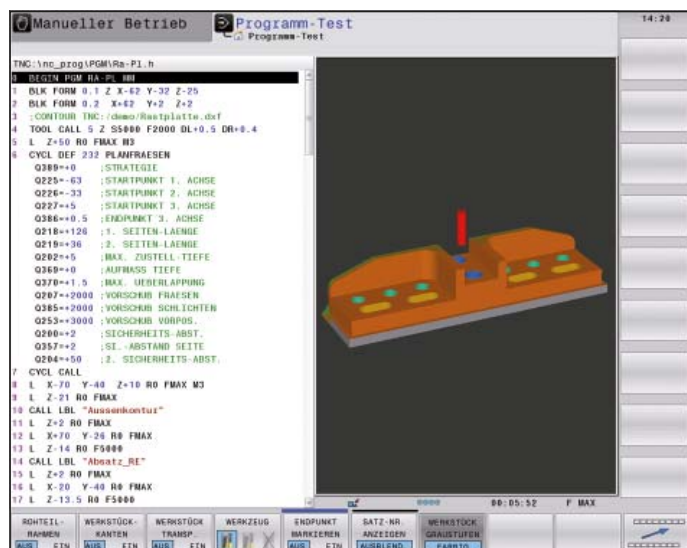 Manueller Betrieb
Programm-Test
Programm-Test
14:20
TNC:\nc_prog\PGM\Ra-Pl.h
0 BEGIN PGM RA-PL MM
1 BLK FORM 0.1 Z X-62 Y-32 Z-25
2 BLK FORM 0.2 X+62 Y+2 Z+2
3 ;CONTOUR TNC:/demo/Rastplatte.dxf
4 TOOL CALL 5 Z S5000 F2000 DL+0.5 DR+0.4
5 L Z+50 R0 FMAX M3
6 CYCL DEF 232 PLANFRAESEN
Q389=+0 ;STRATEGIE
Q225=-63 ;STARTPUNKT 1. ACHSE
Q226=-33 ;STARTPUNKT 2. ACHSE
Q227=+5 ;STARTPUNKT 3. ACHSE
Q386=+0.5 ;ENDPUNKT 3. ACHSE
Q218=+126 ;1. SEITEN-LAENGE
Q219=+36 ;2. SEITEN-LAENGE
Q202=+5 ;MAX. ZUSTELL-TIEFE
Q369=+0 ;AUFMASS TIEFE
Q370=+1.5 ;MAX. UEBERLAPPUNG
Q207=+2000 ;VORSCHUB FRAESEN
Q385=+2000 ;VORSCHUB SCHLICHTEN
Q253=+3000 ;VORSCHUB VORPOS.
Q200=+2 ;SICHERHEITS-ABST.
Q357=+2 ;SI.-ABSTAND SEITE
Q204=+50 ;2. SICHERHEITS-ABST.
7 CYCL CALL
8 L X-70 Y-40 Z+10 R0 FMAX M3
9 L Z-21 R0 FMAX
10 CALL LBL "Aussenkontur"
11 L Z+2 R0 FMAX
12 L X+70 Y-26 R0 FMAX
13 L Z-14 R0 F5000
14 CALL LBL "Absatz_RE"
15 L Z+2 R0 FMAX
16 L X-20 Y-40 R0 FMAX
17 L Z-13.5 R0 F5000
00:05:52 F MAX
ROHTEIL-RAHMEN
AUS EIN
WERKSTÜCK-KANTEN
AUS EIN
WERKSTÜCK TRANSP.
AUS EIN
WERKZEUG
ENDPUNKT MARKIEREN
AUS EIN
SATZ-NR. ANZEIGEN
AUSBLEND.
WERKSTÜCK GRAUSTUFEN
FARBIG